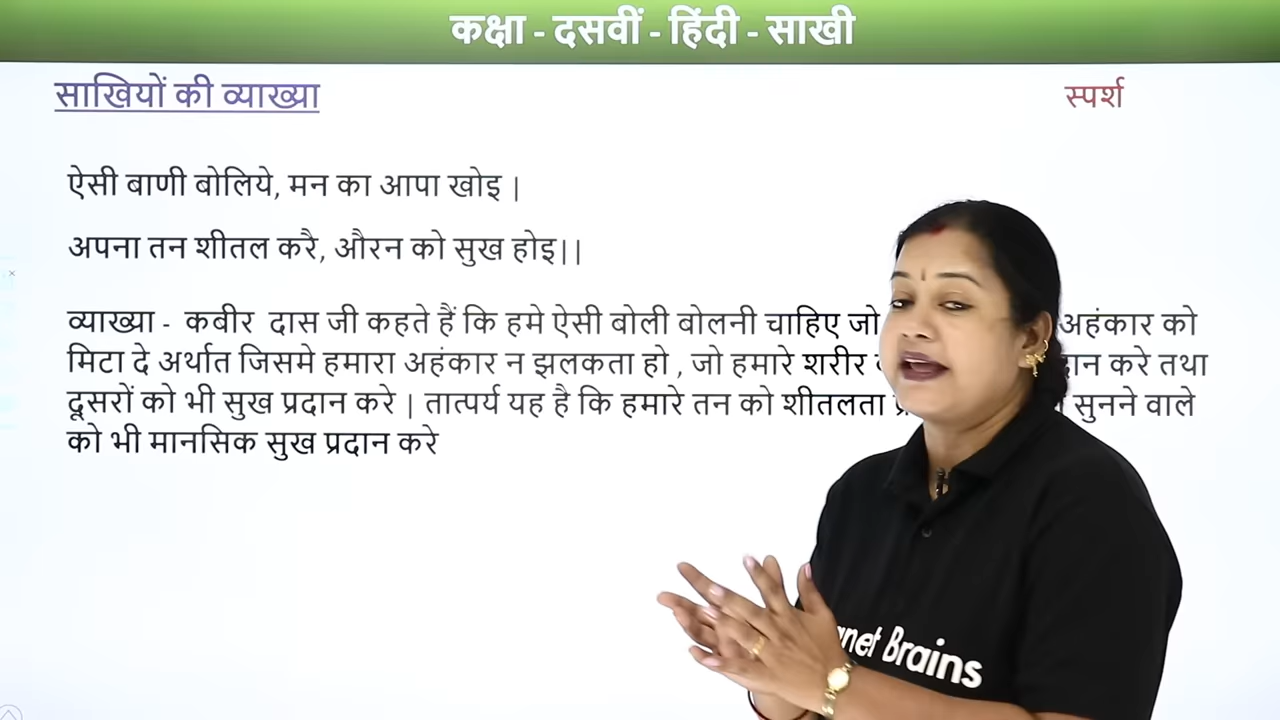 कक्षा - दसवीं - हिंदी - साखी
साखियों की व्याख्या
स्पर्श
ऐसी बाणी बोलिये, मन का आपा खोइ |
अपना तन शीतल करै, औरन को सुख होइ||
व्याख्या - कबीर दास जी कहते हैं कि हमे ऐसी बोली बोलनी चाहिए जो अहंकार को
मिटा दे अर्थात जिसमे हमारा अहंकार न झलकता हो , जो हमारे शरीर करे तथा
दूसरों को भी सुख प्रदान करे | तात्पर्य यह है कि हमारे तन को शीतलता सुनने वाले
को भी मानसिक सुख प्रदान करे
Brains